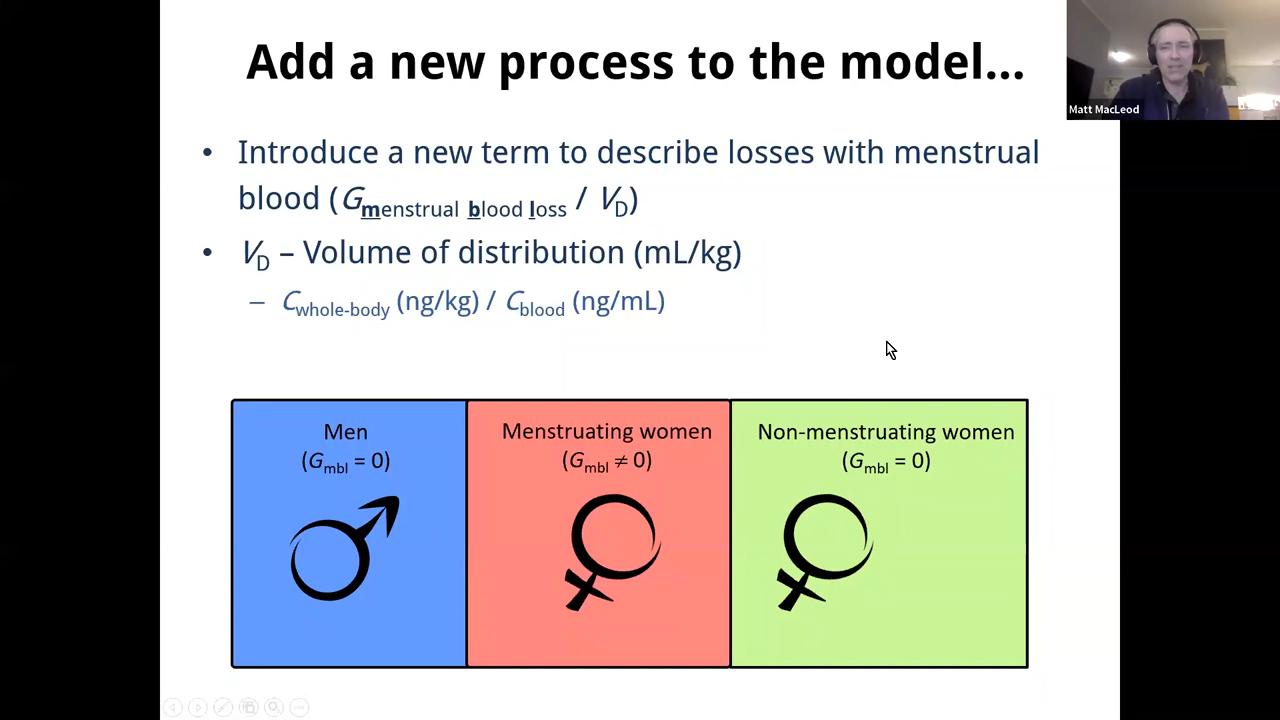 Add a new process to the model...
Matt MacLeod
• Introduce a new term to describe losses with menstrual
blood (Gmenstrual blood loss / VD)
• VD – Volume of distribution (mL/kg)
– Cwhole-body (ng/kg) / Cblood (ng/mL)
Men
(Gmbl = 0)
Menstruating women
(Gmbl ≠ 0)
Non-menstruating women
(Gmbl = 0)